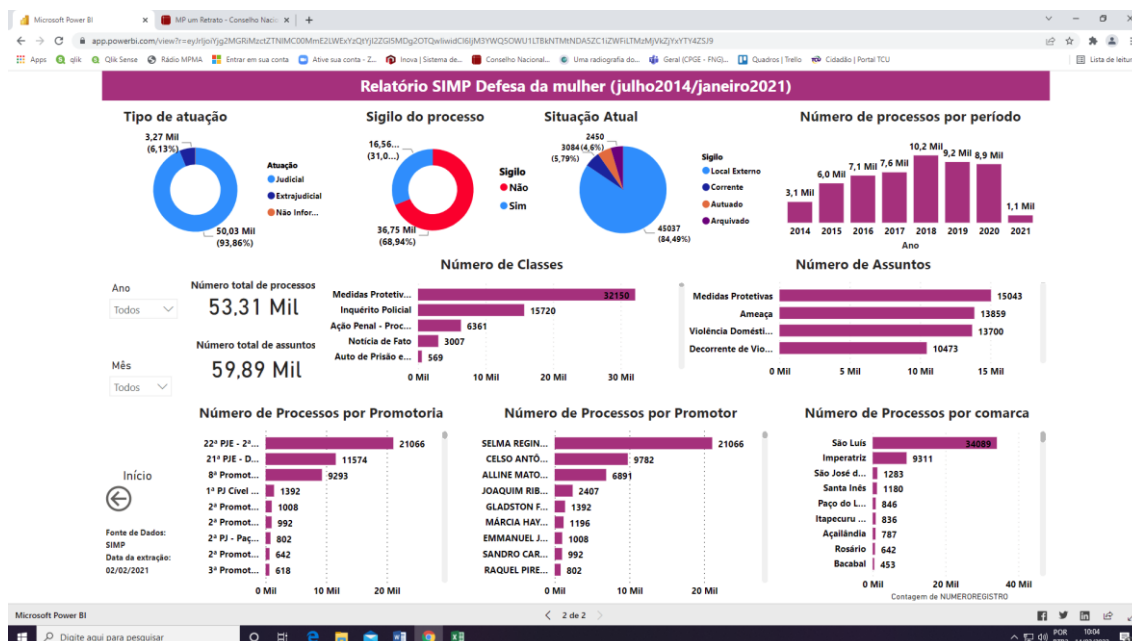 Microsoft Power BI
MP um Retrato - Conselho Nacio
Apps
qlik
Qlik Sense
Rádio MPMA
Entrar em sua conta
Ative sua conta - Z...
Inova | Sistema de...
Conselho Nacional...
Uma radiografia do...
Geral (CPGE - FNG)...
Quadros | Trello
Cidadão | Portal TCU
Lista de leitur
Relatório SIMP Defesa da mulher (julho2014/janeiro2021)
Tipo de atuação
3,27 Mil
(6,13%)
50,03 Mil
(93,86%)
Atuação
Judicial
Extrajudicial
Não Infor...
Sigilo do processo
16,56...
(31,0...)
36,75 Mil
(68,94%)
Sigilo
Não
Sim
Situação Atual
2450
3084 (4,6%)
(5,79%)
45037
(84,49%)
Sigilo
Local Externo
Corrente
Autuado
Arquivado
Número de processos por período
3,1 Mil
6,0 Mil
7,1 Mil
7,6 Mil
10,2 Mil
9,2 Mil
8,9 Mil
1,1 Mil
2014 2015 2016 2017 2018 2019 2020 2021
Ano
Ano
Todos
Mês
Todos
Número total de processos
53,31 Mil
Número total de assuntos
59,89 Mil
Número de Classes
Medidas Protetiv... 32150
Inquérito Policial 15720
Ação Penal - Proc... 6361
Notícia de Fato 3007
Auto de Prisão e... 569
0 Mil 10 Mil 20 Mil 30 Mil
Número de Assuntos
Medidas Protetivas 15043
Ameaça 13859
Violência Domésti... 13700
Decorrente de Vio... 10473
0 Mil 5 Mil 10 Mil 15 Mil
Início
Fonte de Dados:
SIMP
Data da extração:
02/02/2021
Número de Processos por Promotoria
22ª PJE - 2ª... 21066
21ª PJE - D... 11574
8ª Promot... 9293
1ª PJ Cível ... 1392
2ª Promot... 1008
2ª Promot... 992
2ª PJ - Paç... 802
2ª Promot... 642
3ª Promot... 618
0 Mil 10 Mil 20 Mil
Número de Processos por Promotor
SELMA REGIN... 21066
CELSO ANTÔ... 9782
ALLINE MATO... 6891
JOAQUIM RIB... 2407
GLADSTON F... 1392
MÁRCIA HAY... 1196
EMMANUEL J... 1008
SANDRO CAR... 992
RAQUEL PIRE... 802
0 Mil 10 Mil 20 Mil
Número de Processos por comarca
São Luís 34089
Imperatriz 9311
São José d... 1283
Santa Inês 1180
Paço do L... 846
Itapecuru ... 836
Açailândia 787
Rosário 642
Bacabal 453
0 Mil 20 Mil 40 Mil
Contagem de NUMEROREGISTRO
Microsoft Power BI
2 de 2
Digite aqui para pesquisar
POR
10:04